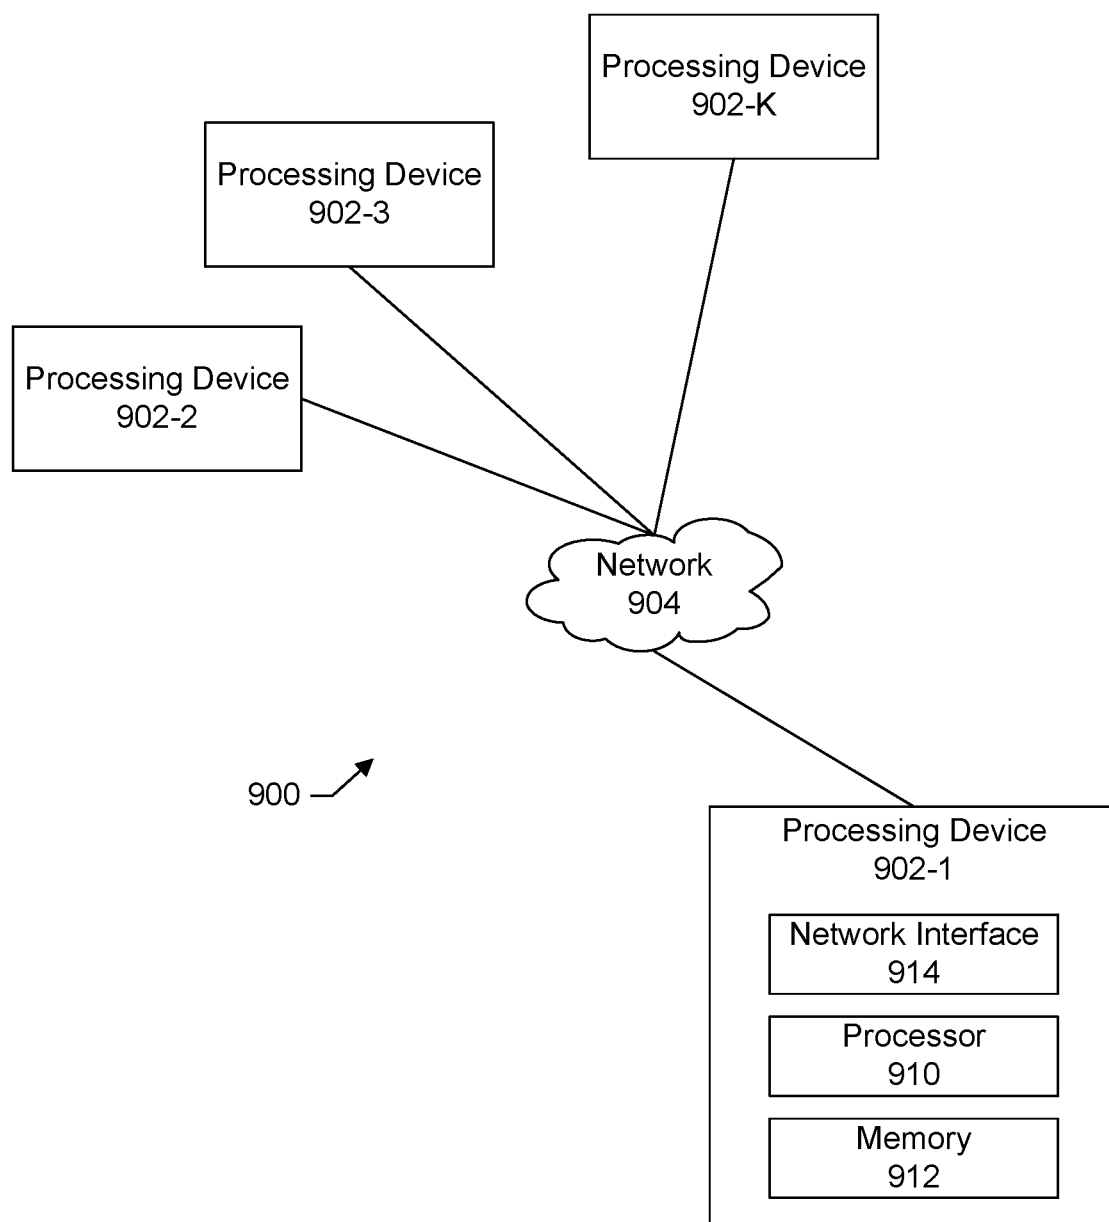 Processing Device
902-K
Processing Device
902-3
Processing Device
902-2
Network
904
900
Processing Device
902-1
Network Interface
914
Processor
910
Memory
912